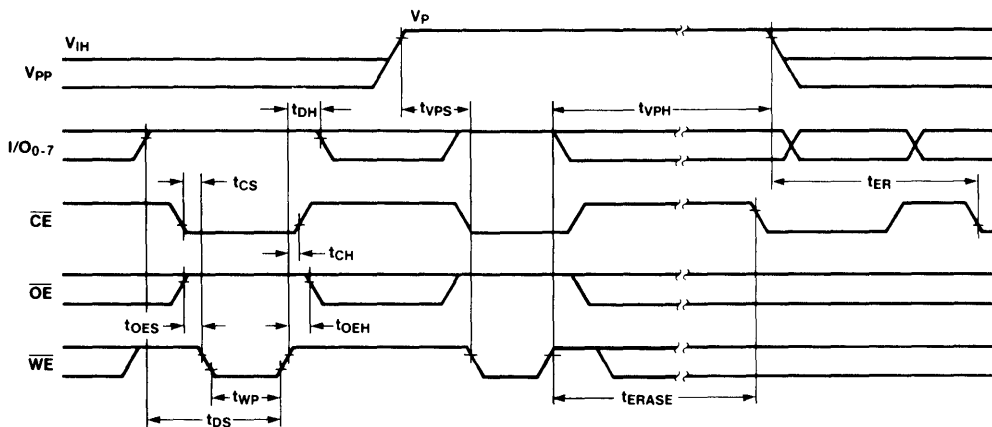 VP
VIH
VPP
tDH
tVPS
tVPH
I/O0-7
tCS
tER
CE
tCH
OE
tOES
tOEH
WE
tWP
tERASE
tDS